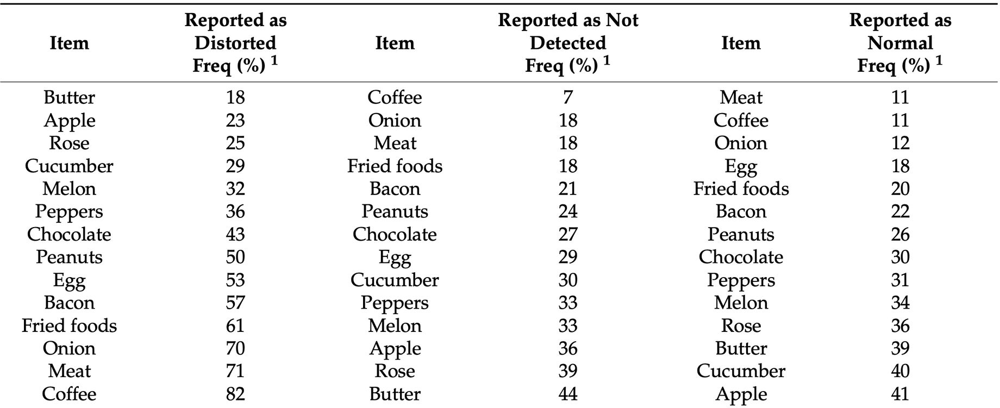 Item Reported as Distorted Freq (%) 1 Item Reported as Not Detected Freq (%) 1 Item Reported as Normal Freq (%) 1
Butter 18 Coffee 7 Meat 11
Apple 23 Onion 18 Coffee 11
Rose 25 Meat 18 Onion 12
Cucumber 29 Fried foods 18 Egg 18
Melon 32 Bacon 21 Fried foods 20
Peppers 36 Peanuts 24 Bacon 22
Chocolate 43 Chocolate 27 Peanuts 26
Peanuts 50 Egg 29 Chocolate 30
Egg 53 Cucumber 30 Peppers 31
Bacon 57 Peppers 33 Melon 34
Fried foods 61 Melon 33 Rose 36
Onion 70 Apple 36 Butter 39
Meat 71 Rose 39 Cucumber 40
Coffee 82 Butter 44 Apple 41